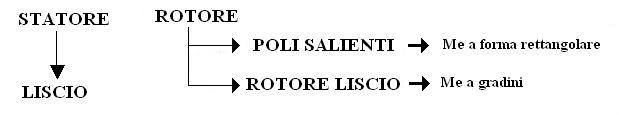 STATORE
LISCIO
ROTORE
POLI SALIENTI
Me a forma rettangolare
ROTORE LISCIO
Me a gradini